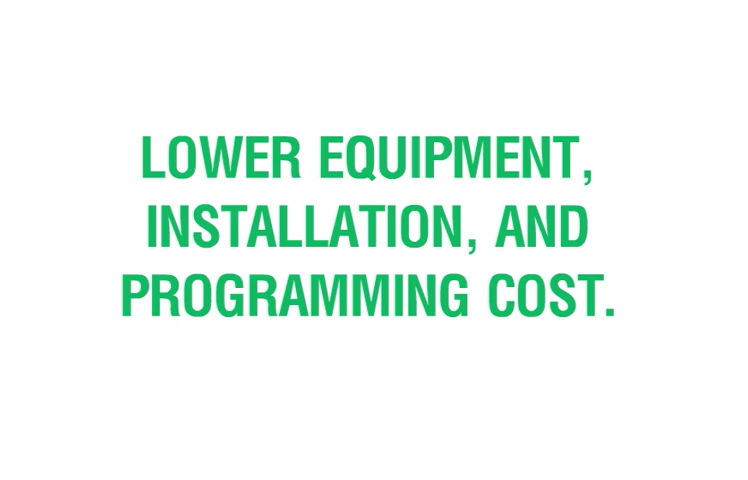 LOWER EQUIPMENT,
INSTALLATION, AND
PROGRAMMING COST.